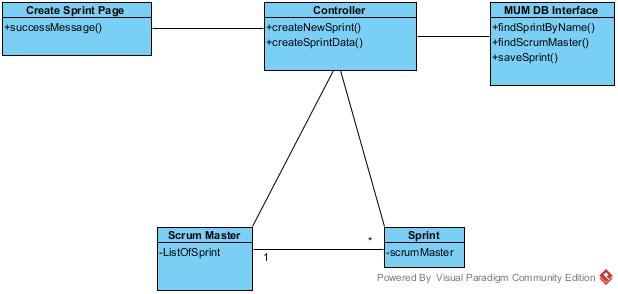 Create Sprint Page
+successMessage()
Controller
+createNewSprint()
+createSprintData()
MUM DB Interface
+findSprintByName()
+findScrumMaster()
+saveSprint()
Scrum Master
-ListOfSprint
1
*
Sprint
-scrumMaster
Powered By Visual Paradigm Community Edition